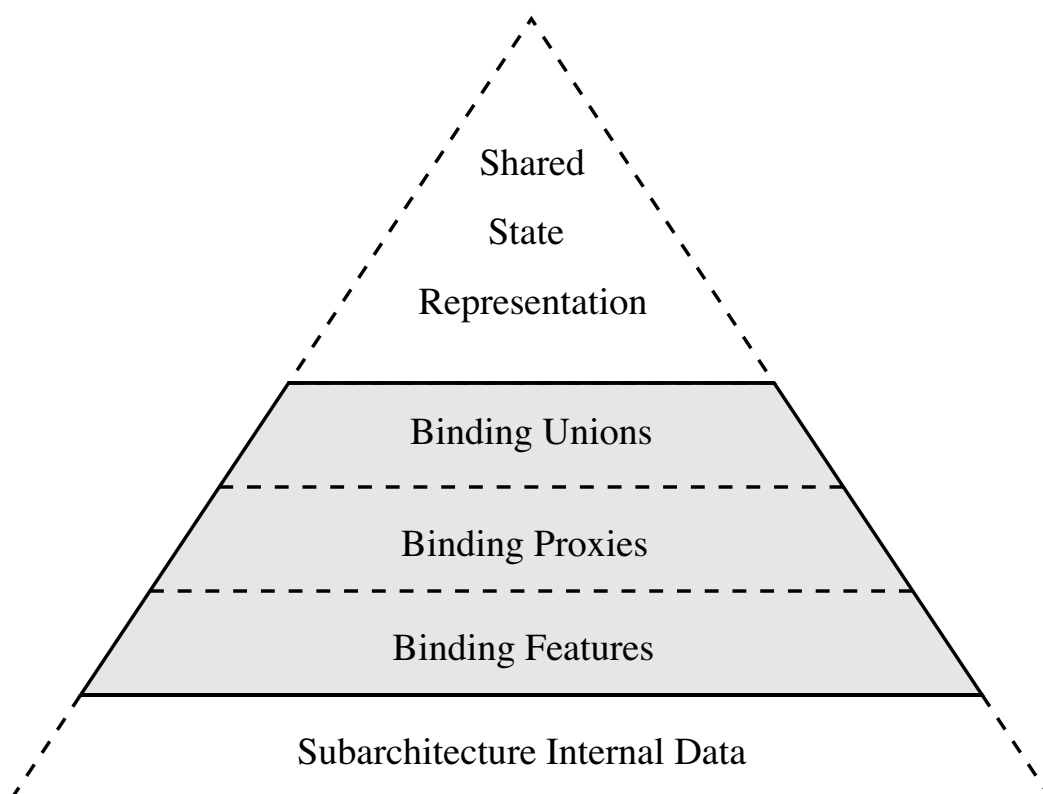 Shared
State
Representation
Binding Unions
Binding Proxies
Binding Features
Subarchitecture Internal Data